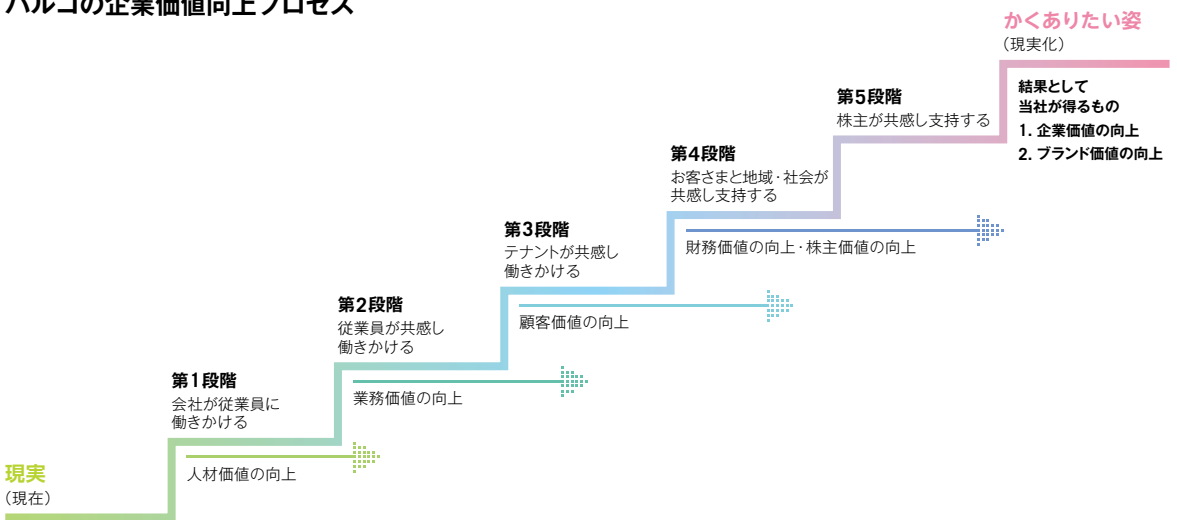 パルコの企業価値向上プロセス
かくありたい姿
（現実化）
結果として
当社が得るもの
1. 企業価値の向上
2. ブランド価値の向上
第5段階
株主が共感し支持する
第4段階
お客さまと地域・社会が
共感し支持する
財務価値の向上・株主価値の向上
第3段階
テナントが共感し
働きかける
顧客価値の向上
第2段階
従業員が共感し
働きかける
業務価値の向上
第1段階
会社が従業員に
働きかける
人材価値の向上
現実
（現在）